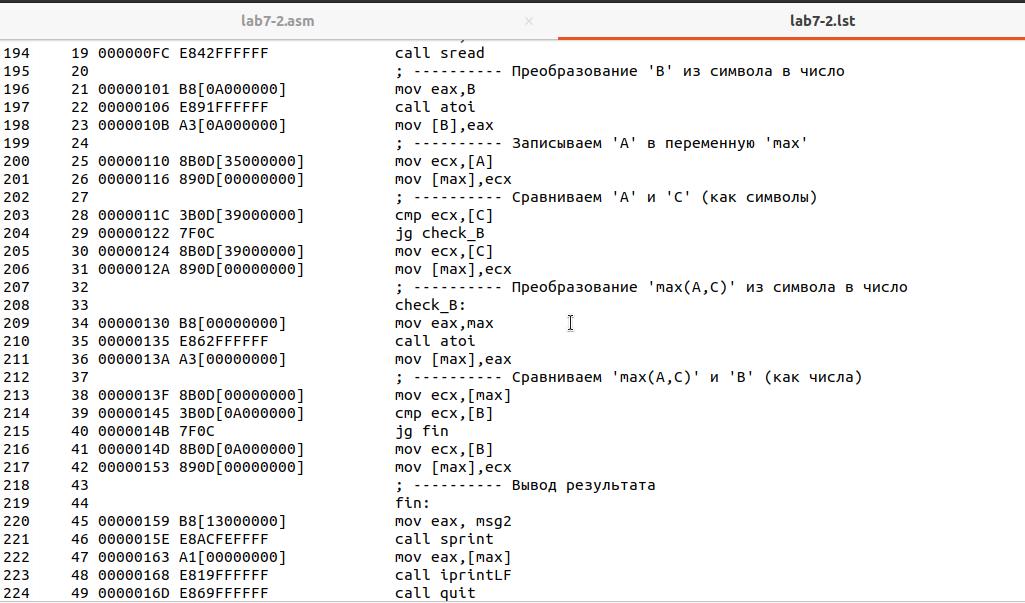 lab7-2.asm × lab7-2.lst
194 19 000000FC E842FFFFFF call sread
195 20 ; ---------- Преобразование 'B' из символа в число
196 21 00000101 B8[0A000000] mov eax,B
197 22 00000106 E891FFFFFF call atoi
198 23 0000010B A3[0A000000] mov [B],eax
199 24 ; ---------- Записываем 'A' в переменную 'max'
200 25 00000110 8B0D[35000000] mov ecx,[A]
201 26 00000116 890D[00000000] mov [max],ecx
202 27 ; ---------- Сравниваем 'A' и 'C' (как символы)
203 28 0000011C 3B0D[39000000] cmp ecx,[C]
204 29 00000122 7F0C jg check_B
205 30 00000124 8B0D[39000000] mov ecx,[C]
206 31 0000012A 890D[00000000] mov [max],ecx
207 32 ; ---------- Преобразование 'max(A,C)' из символа в число
208 33 check_B:
209 34 00000130 B8[00000000] mov eax,max
210 35 00000135 E862FFFFFF call atoi
211 36 0000013A A3[00000000] mov [max],eax
212 37 ; ---------- Сравниваем 'max(A,C)' и 'B' (как числа)
213 38 0000013F 8B0D[00000000] mov ecx,[max]
214 39 00000145 3B0D[0A000000] cmp ecx,[B]
215 40 0000014B 7F0C jg fin
216 41 0000014D 8B0D[0A000000] mov ecx,[B]
217 42 00000153 890D[00000000] mov [max],ecx
218 43 ; ---------- Вывод результата
219 44 fin:
220 45 00000159 B8[13000000] mov eax, msg2
221 46 0000015E E8ACFEFFFF call sprint
222 47 00000163 A1[00000000] mov eax,[max]
223 48 00000168 E819FFFFFF call iprintLF
224 49 0000016D E869FFFFFF call quit